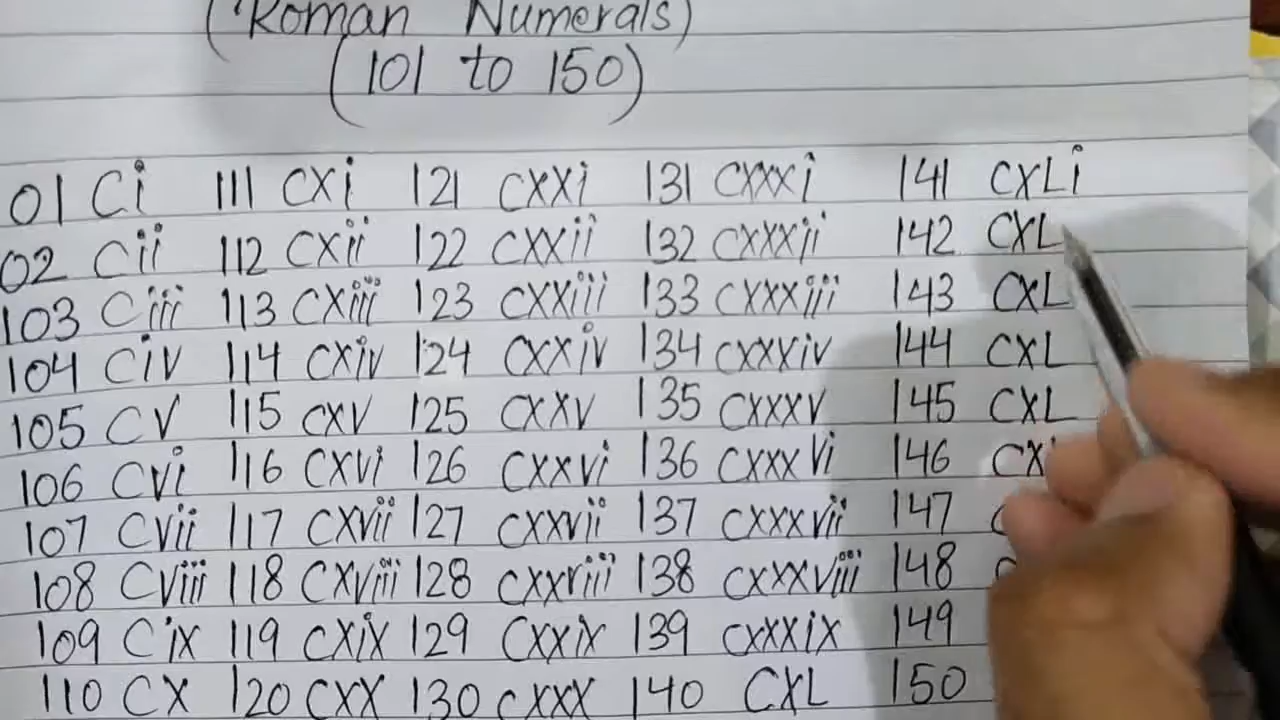 (Roman Numerals)
(101 to 150)
01 Ci 111 CXi 121 CXXi 131 CXXXi 141 CXLi
02 Cii 112 CXii 122 CXXii 132 CXXXii 142 CXL
103 Ciii 113 CXiii 123 CXXiii 133 CXXXiii 143 CXL
104 Civ 114 CXiv 124 CXXiv 134 CXXXiv 144 CXL
105 CV 115 CXV 125 CXXV 135 CXXXV 145 CXL
106 CVi 116 CXVi 126 CXXVi 136 CXXXVi 146 CX
107 CVii 117 CXVii 127 CXXVii 137 CXXXVii 147
108 CViii 118 CXViii 128 CXXViii 138 CXXXViii 148
109 CiX 119 CXiX 129 CXXiX 139 CXXXiX 149
110 CX 120 CXX 130 CXXX 140 CXL 150